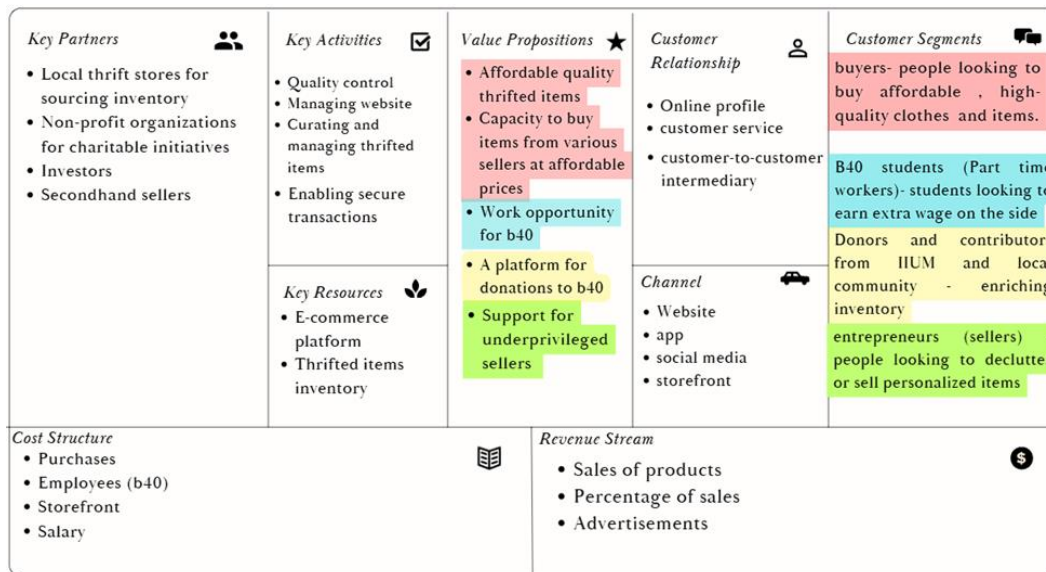 Key Partners
• Local thrift stores for
sourcing inventory
• Non-profit organizations
for charitable initiatives
• Investors
• Secondhand sellers
Key Activities
• Quality control
• Managing website
• Curating and
managing thrifted
items
• Enabling secure
transactions
Key Resources
• E-commerce
platform
• Thrifted items
inventory
Value Propositions
• Affordable quality
thrifted items
• Capacity to buy
items from various
sellers at affordable
prices
• Work opportunity
for b40
• A platform for
donations to b40
• Support for
underprivileged
sellers
Customer
Relationship
• Online profile
• customer service
• customer-to-customer
intermediary
Channel
• Website
• app
• social media
• storefront
Customer Segments
buyers- people looking to
buy affordable , high-
quality clothes and items.
B40 students (Part time
workers)- students looking to
earn extra wage on the side
Donors and contributor
from IIUM and loca
community - enriching
inventory
entrepreneurs (sellers)
people looking to declutte
or sell personalized items
Cost Structure
• Purchases
• Employees (b40)
• Storefront
• Salary
Revenue Stream
• Sales of products
• Percentage of sales
• Advertisements
$